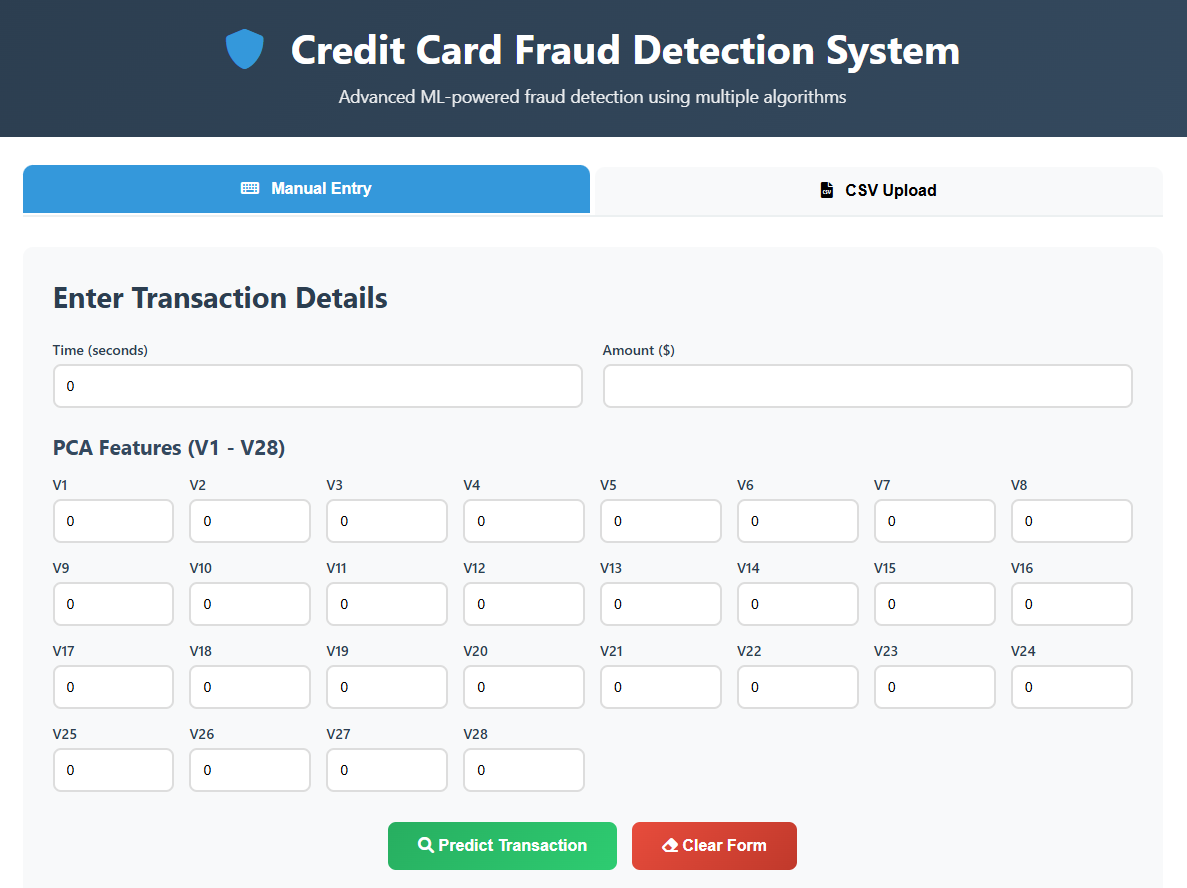 Credit Card Fraud Detection System
Advanced ML-powered fraud detection using multiple algorithms
Manual Entry
CSV Upload
Enter Transaction Details
Time (seconds) Amount ($)
0
PCA Features (V1 - V28)
V1 V2 V3 V4 V5 V6 V7 V8
0 0 0 0 0 0 0 0
V9 V10 V11 V12 V13 V14 V15 V16
0 0 0 0 0 0 0 0
V17 V18 V19 V20 V21 V22 V23 V24
0 0 0 0 0 0 0 0
V25 V26 V27 V28
0 0 0 0
Predict Transaction Clear Form